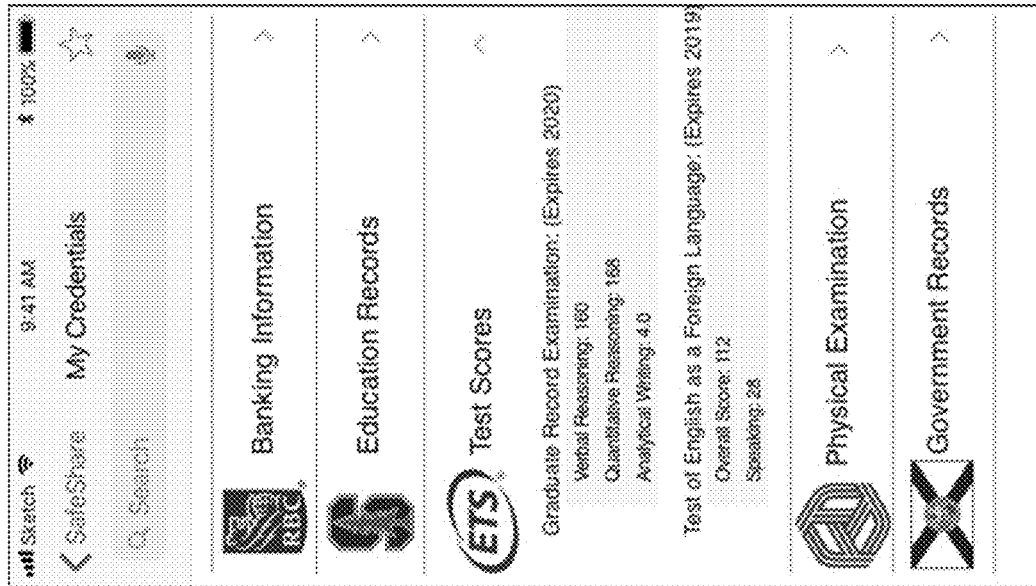 Sketch 9:41 AM 100%
SafeShare My Credentials
Search
RBC Banking Information
Education Records
ETS Test Scores
Graduate Record Examination: (Expires 2020)
Verbal Reasoning: 160
Quantitative Reasoning: 168
Analytical Writing: 4.0
Test of English as a Foreign Language: (Expires 2019)
Overall Score: 112
Speaking: 28
Physical Examination
Government Records